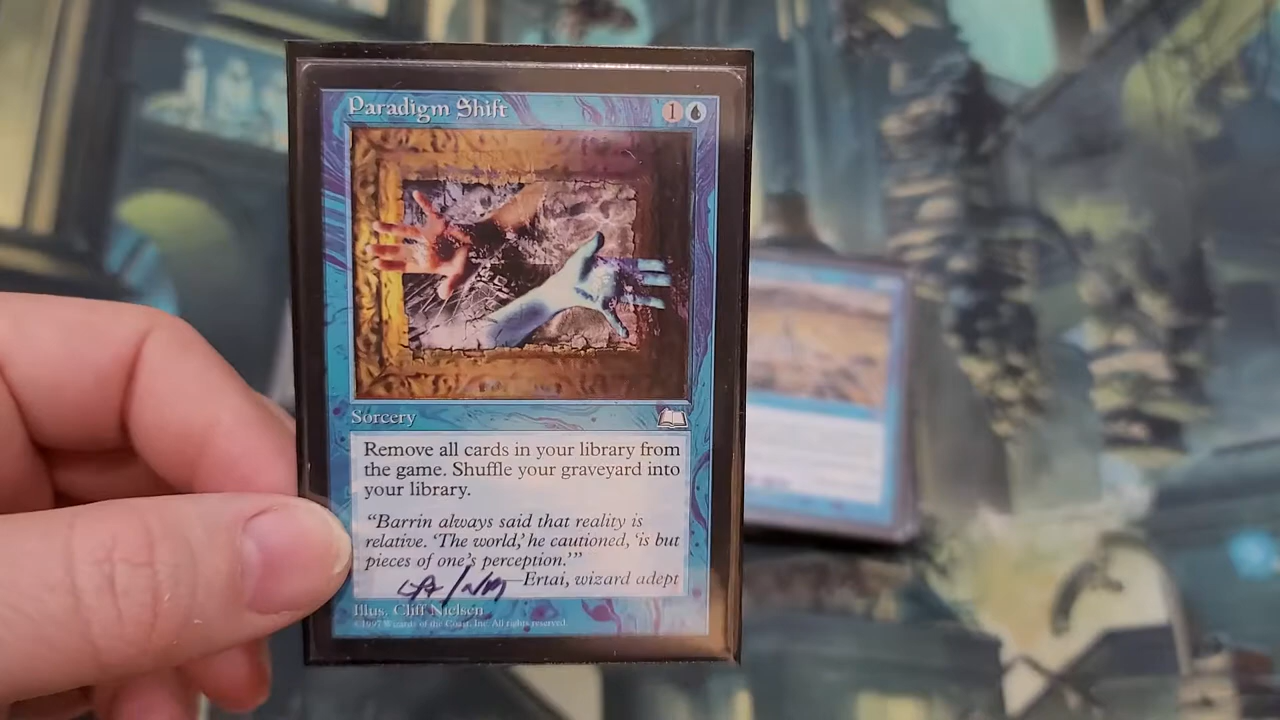 Paradigm Shift
1
Sorcery
Remove all cards in your library from
the game. Shuffle your graveyard into
your library.
“Barrin always said that reality is
relative. ‘The world,’ he cautioned, ‘is but
pieces of one’s perception.’”
—Ertai, wizard adept
Illus. Cliff Nielsen
©1997 Wizards of the Coast, Inc. All rights reserved.